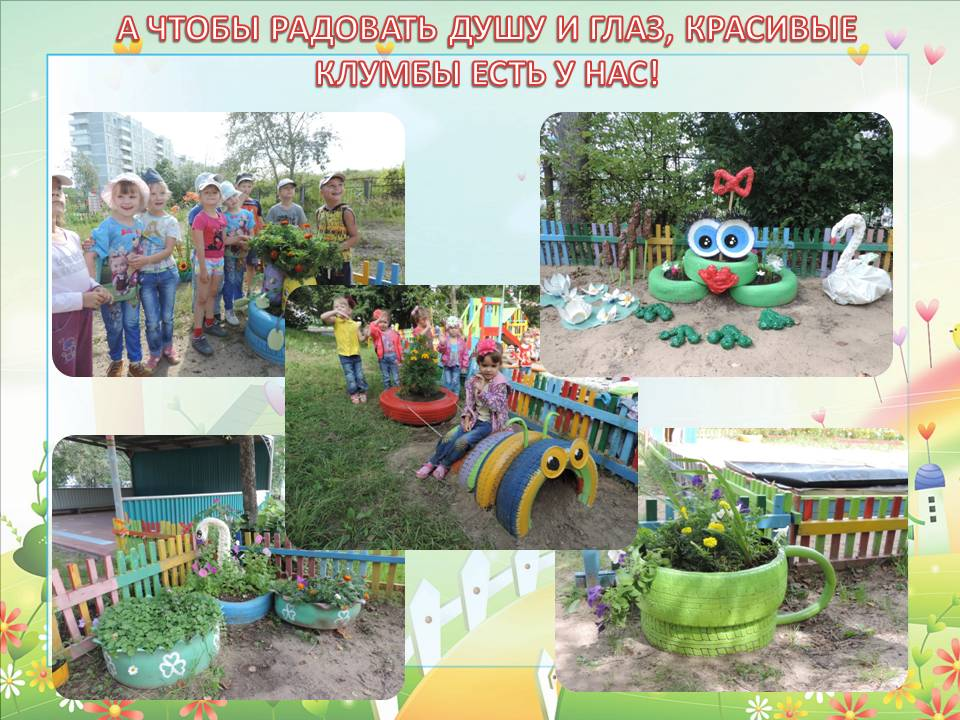 А ЧТОБЫ РАДОВАТЬ ДУШУ И ГЛАЗ, КРАСИВЫЕ
КЛУМБЫ ЕСТЬ У НАС!